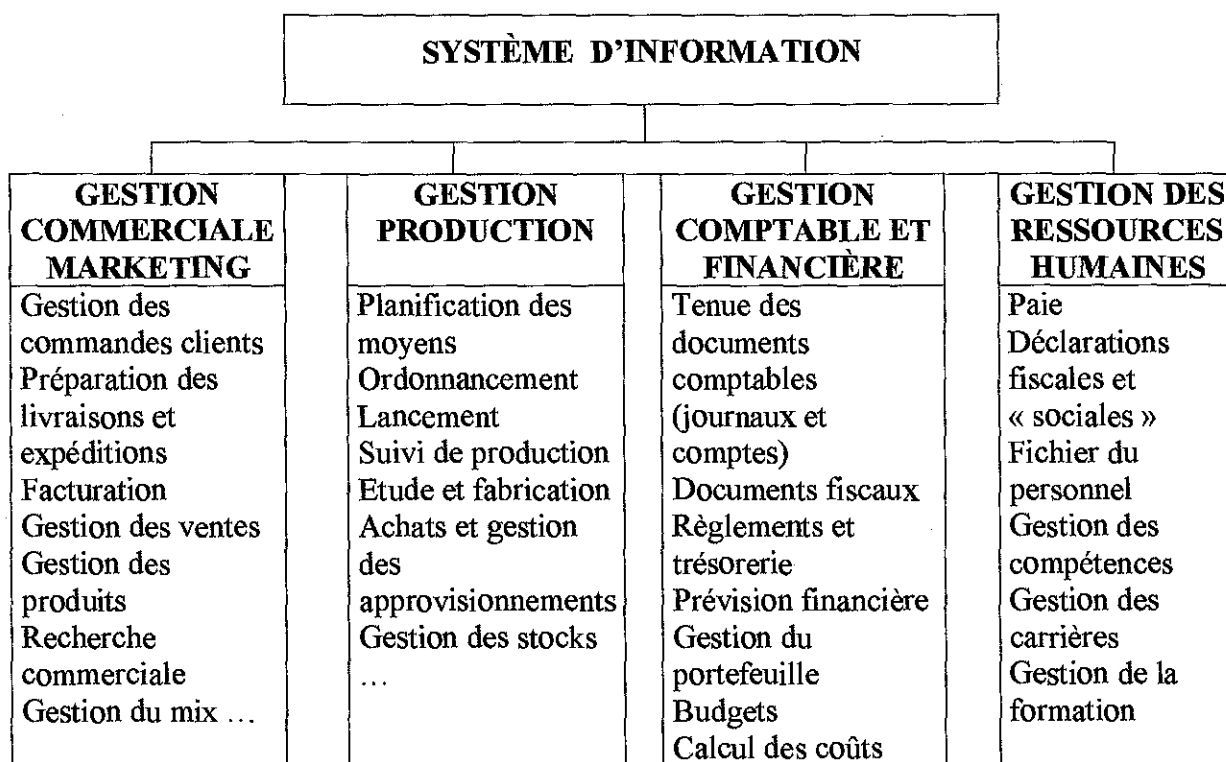 SYSTÈME D'INFORMATION
GESTION
COMMERCIALE
MARKETING
Gestion des
commandes clients
Préparation des
livraisons et
expéditions
Facturation
Gestion des ventes
Gestion des
produits
Recherche
commerciale
Gestion du mix …
GESTION
PRODUCTION
Planification des
moyens
Ordonnancement
Lancement
Suivi de production
Etude et fabrication
Achats et gestion
des
approvisionnements
Gestion des stocks
…
GESTION
COMPTABLE ET
FINANCIÈRE
Tenue des
documents
comptables
(journaux et
comptes)
Documents fiscaux
Règlements et
trésorerie
Prévision financière
Gestion du
portefeuille
Budgets
Calcul des coûts
GESTION DES
RESSOURCES
HUMAINES
Paie
Déclarations
fiscales et
« sociales »
Fichier du
personnel
Gestion des
compétences
Gestion des
carrières
Gestion de la
formation